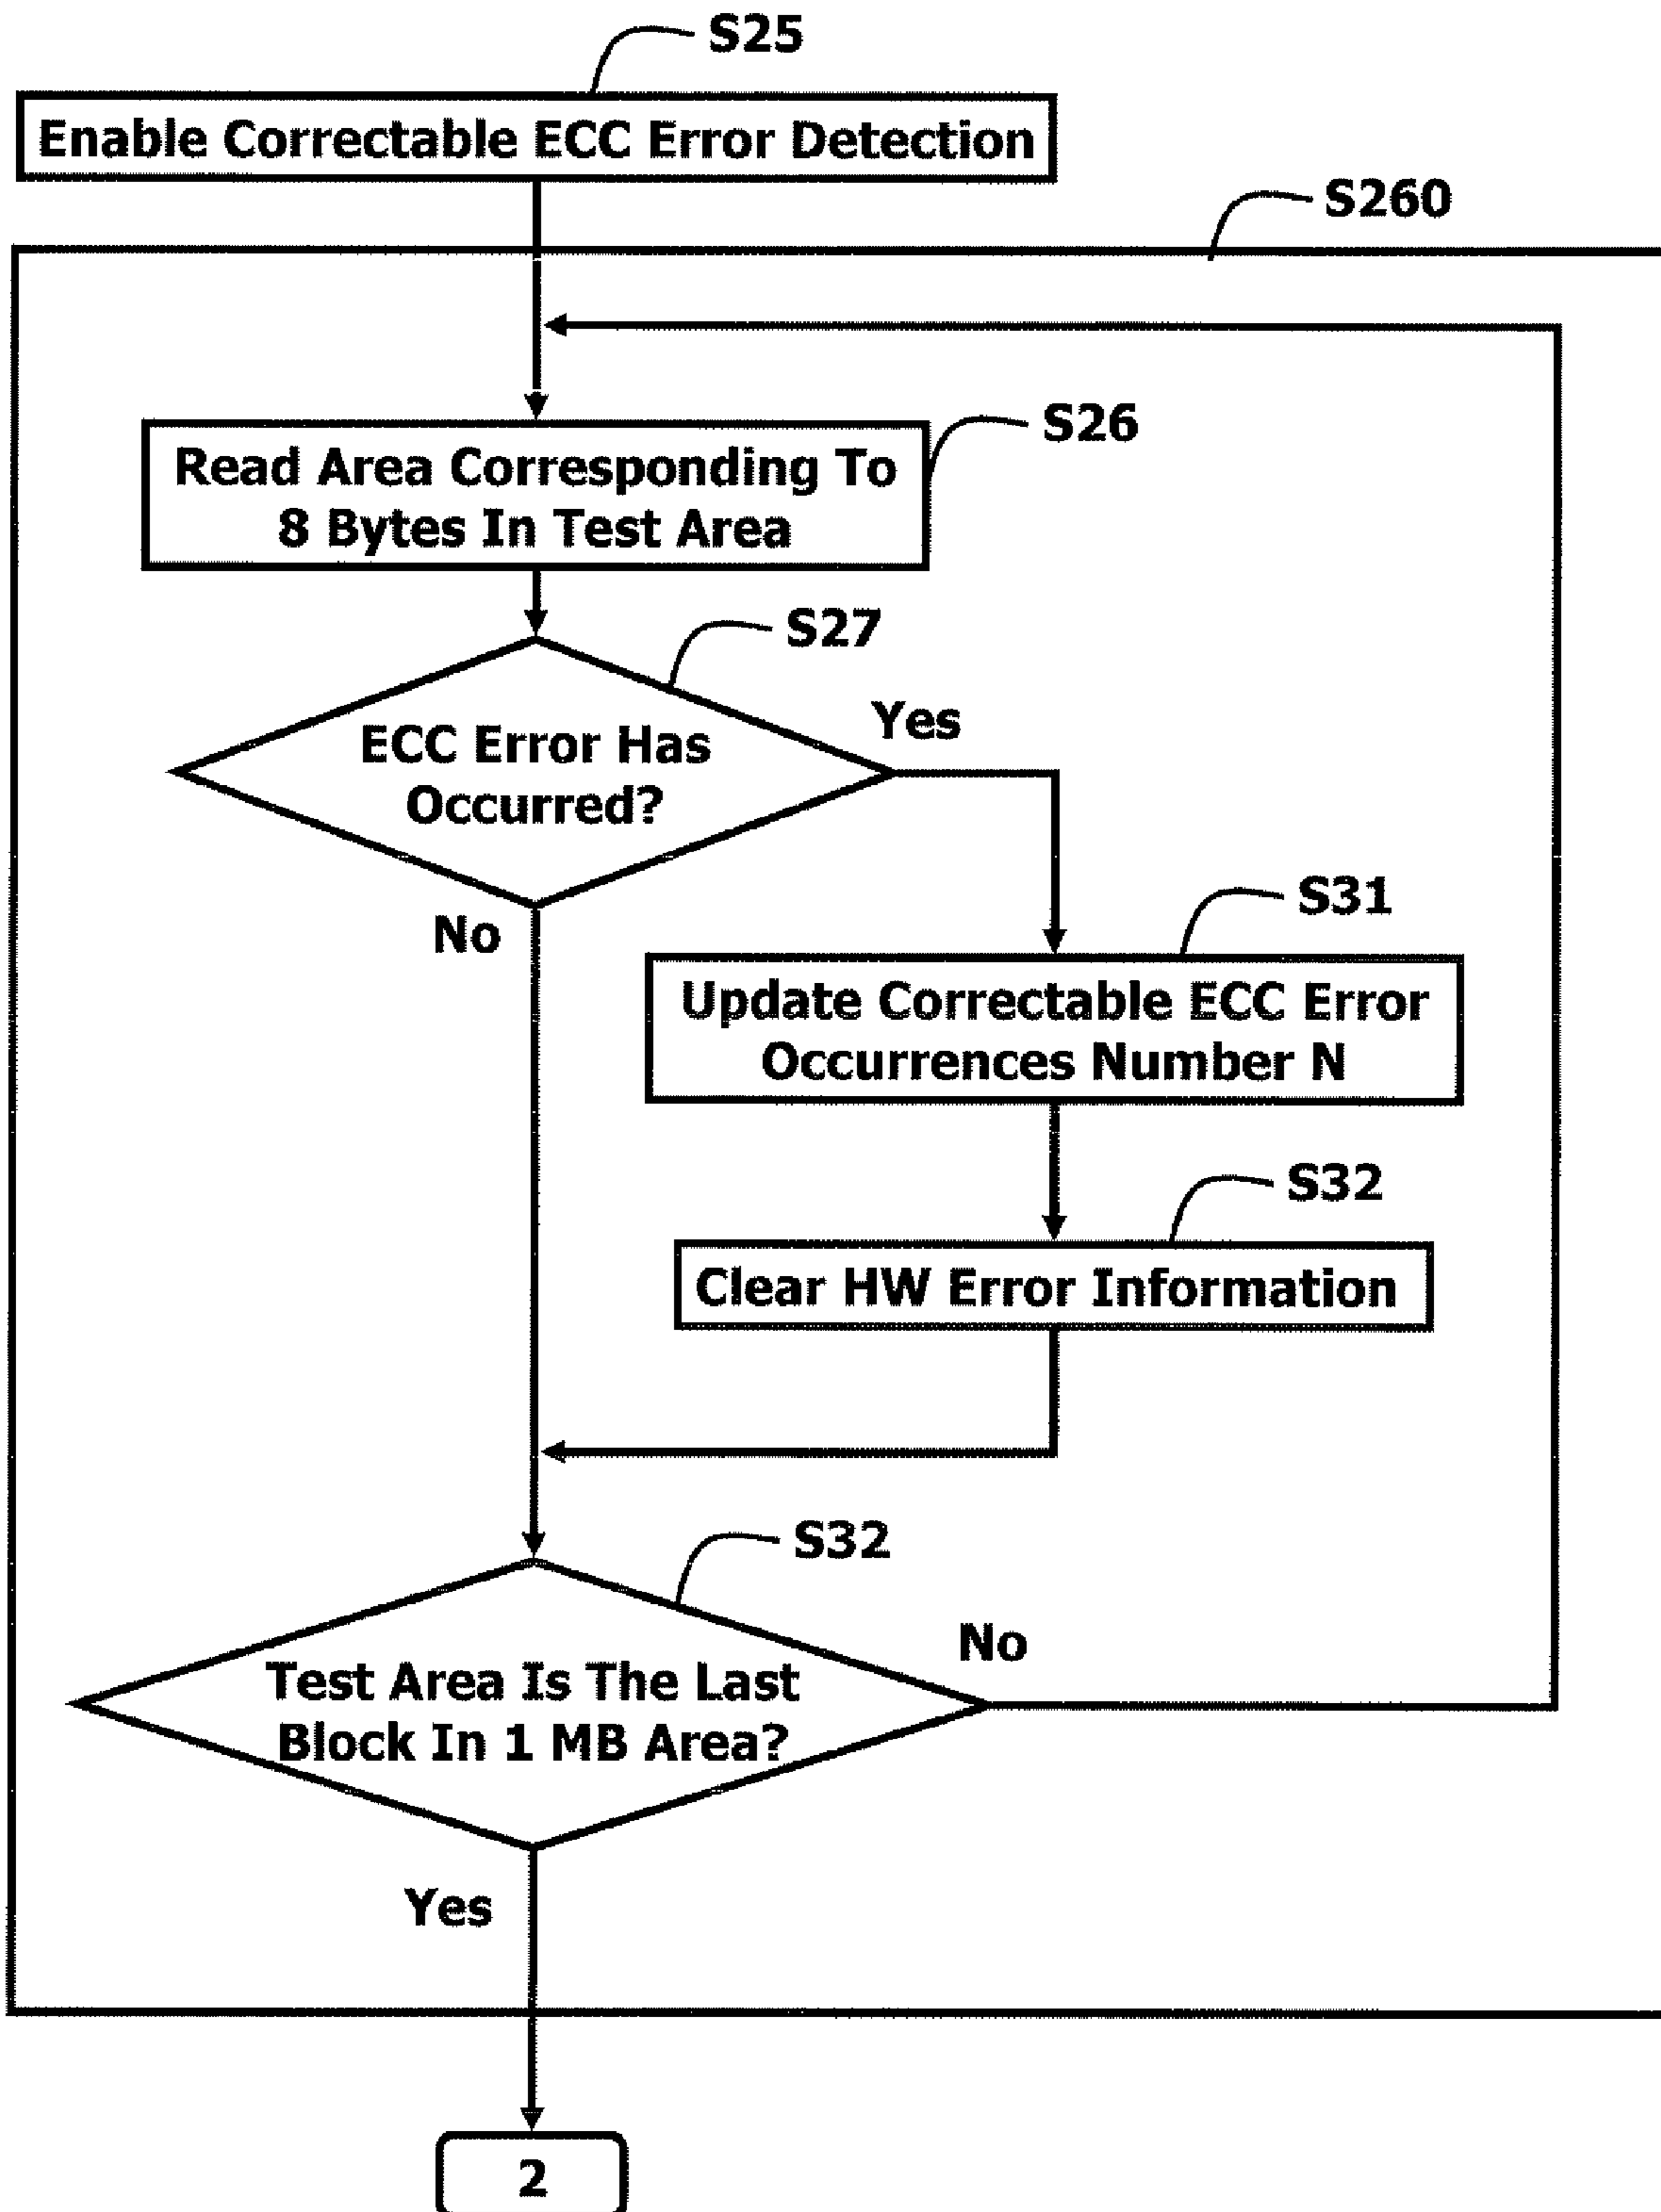 S25
Enable Correctable ECC Error Detection
S260
S26
Read Area Corresponding To
8 Bytes In Test Area
S27
ECC Error Has
Occurred?
Yes
No
S31
Update Correctable ECC Error
Occurrences Number N
S32
Clear HW Error Information
S32
Test Area Is The Last
Block In 1 MB Area?
No
Yes
2